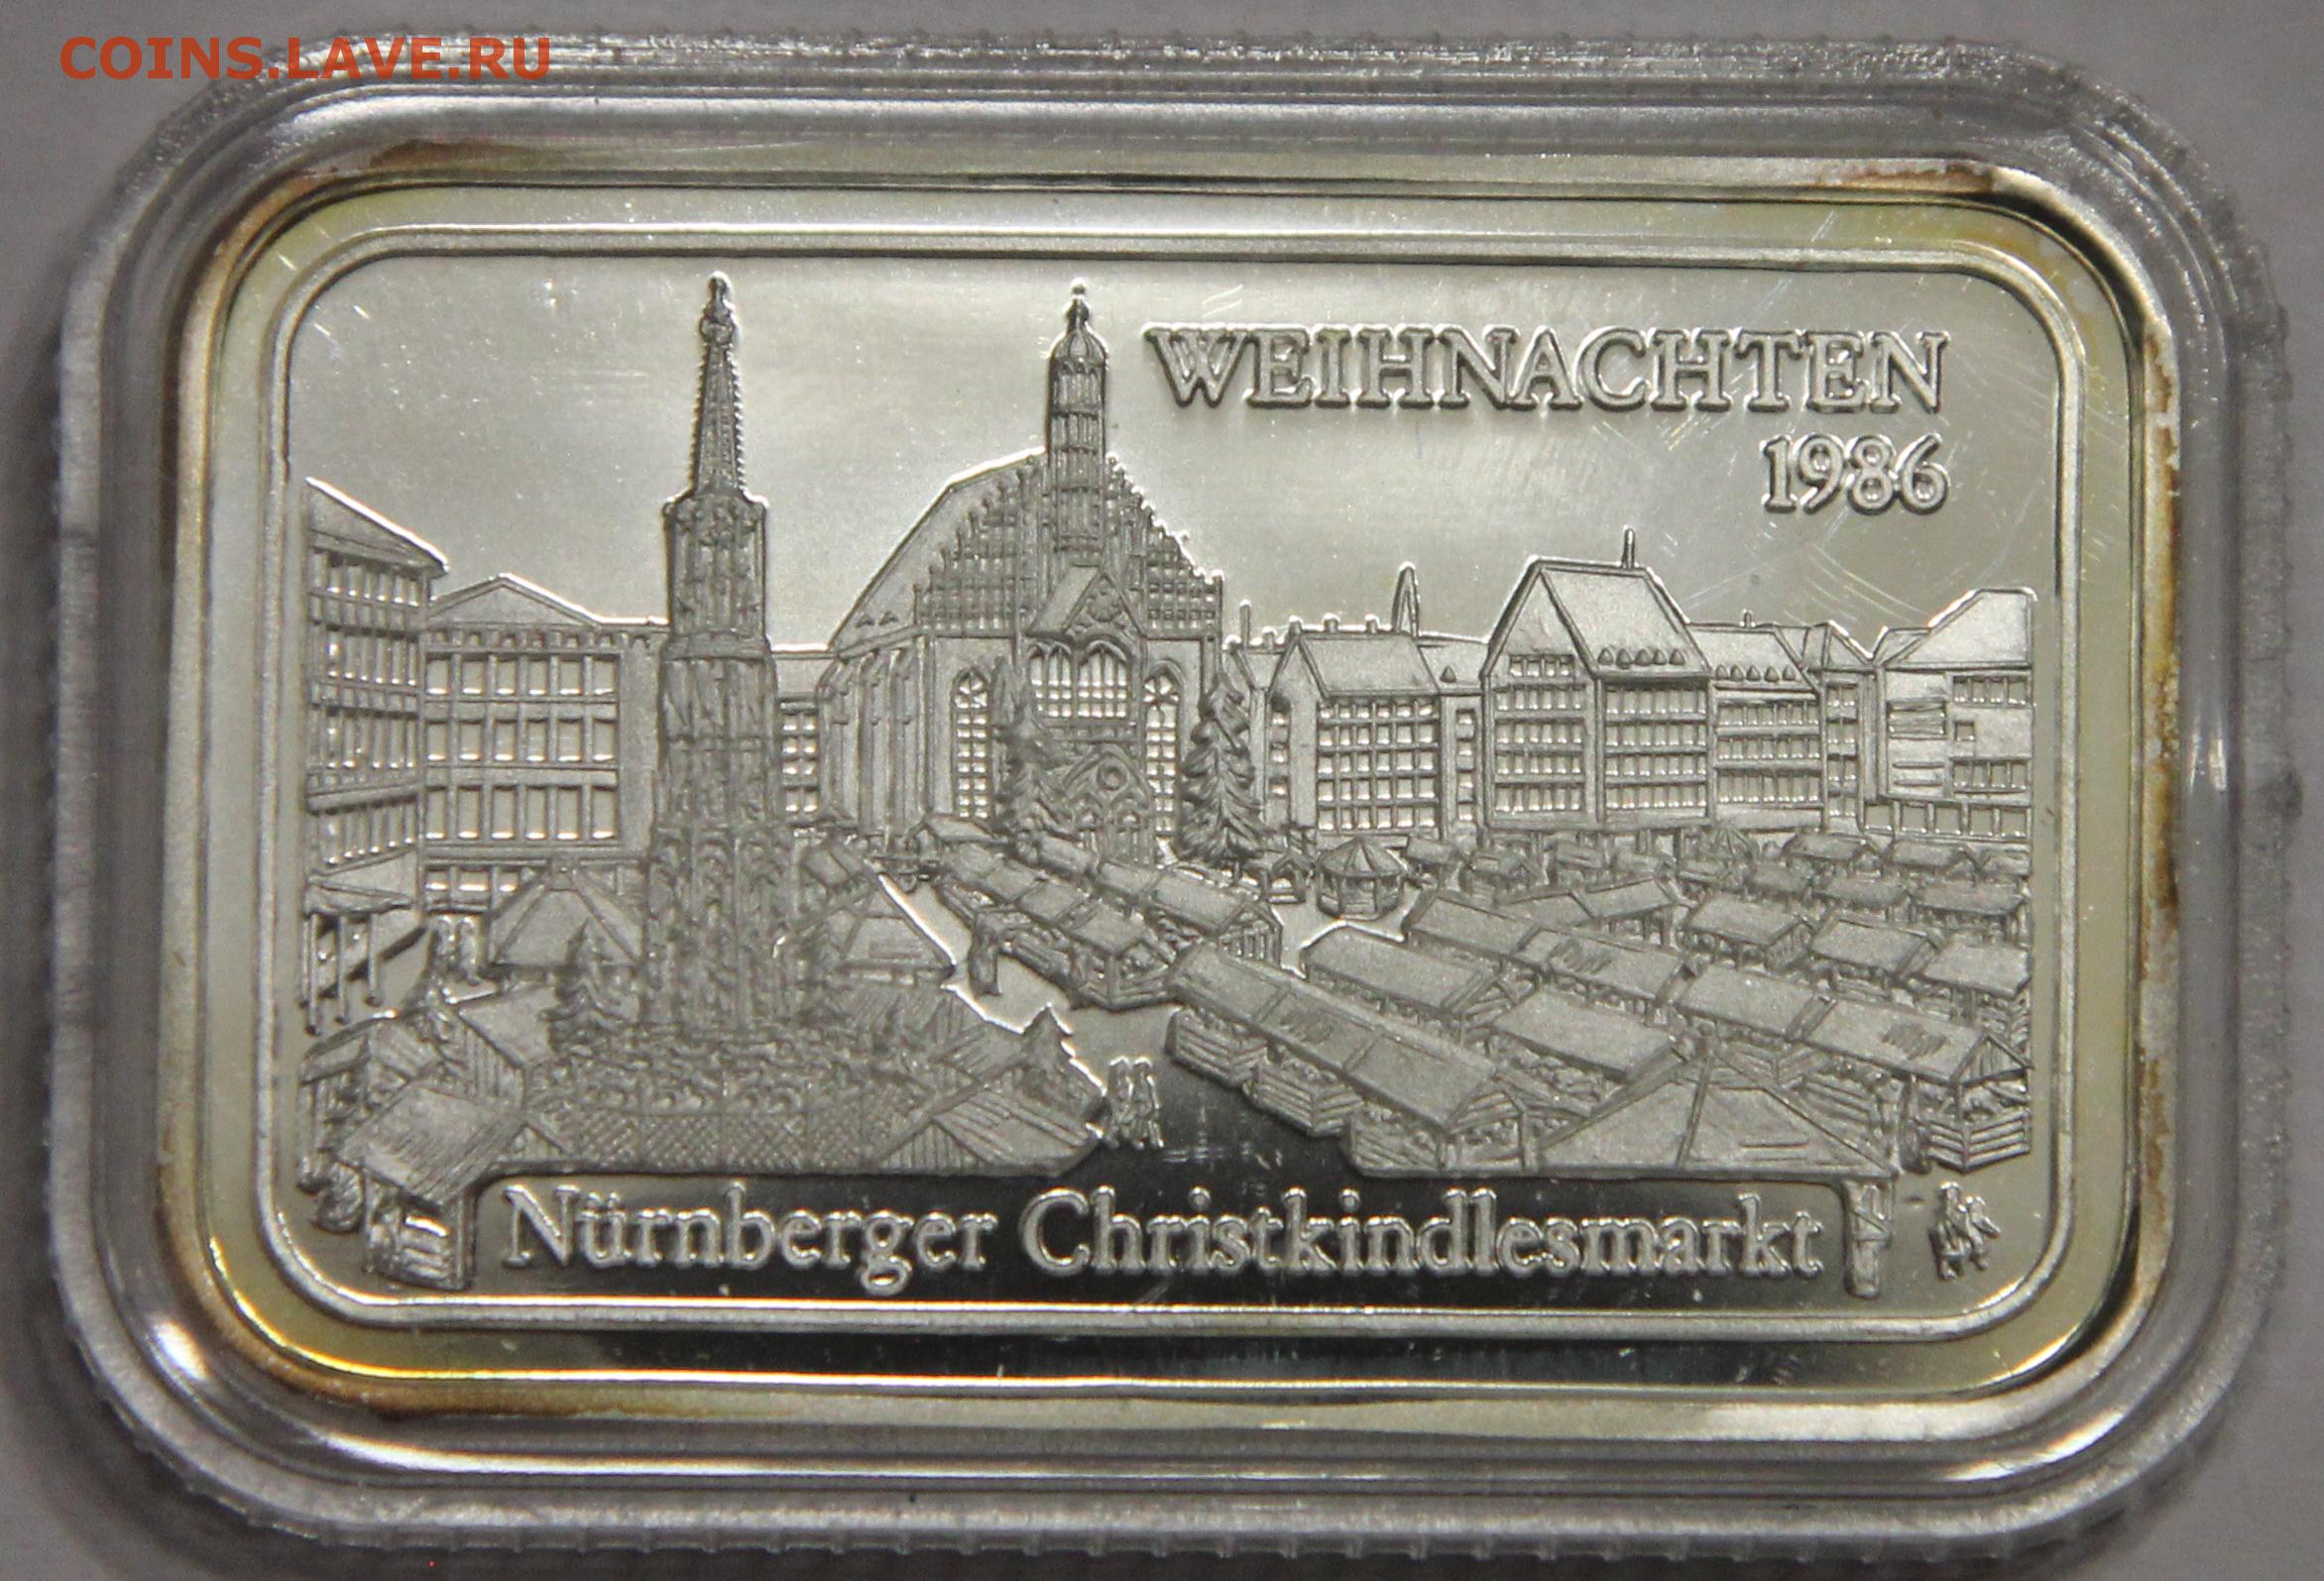 COINS.LAVE.RU
WEIHNACHTEN
1986
Nürnberger Christkindlesmarkt